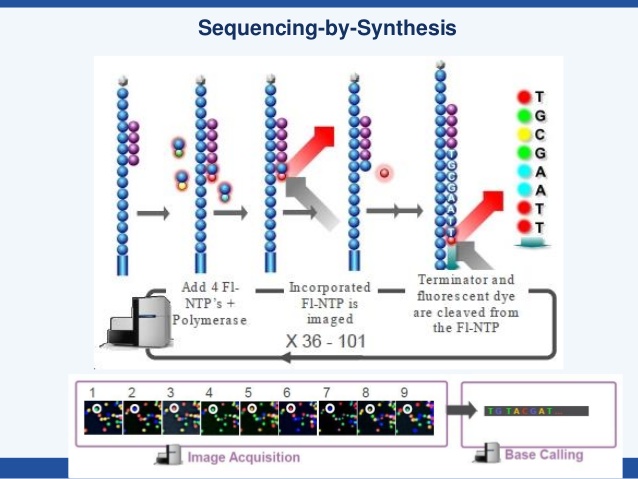 Sequencing-by-Synthesis
T
G
C
G
A
A
T
T
TGCGAATT
Add 4 Fl-
NTP's +
Polymerase
Incorporated
Fl-NTP is
imaged
Terminator and
fluorescent dye
are cleaved from
the Fl-NTP
X 36 - 101
1 2 3 4 5 6 7 8 9
TGTACGAT...
Image Acquisition
Base Calling